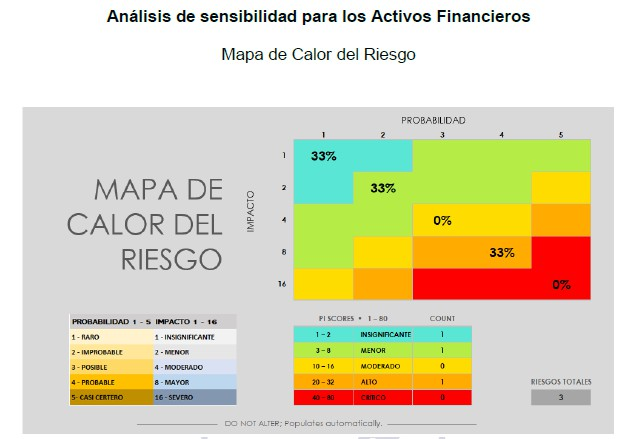 Análisis de sensibilidad para los Activos Financieros
Mapa de Calor del Riesgo
PROBABILIDAD
1 2 3 4 5
MAPA DE
CALOR DEL
RIESGO
IMPACTO
1 33%
2 33%
4 0%
8 33%
16 0%
PROBABILIDAD 1 - 5 IMPACTO 1 - 16
1 - RARO 1 - INSIGNIFICANTE
2 - IMPROBABLE 2 - MENOR
3 - POSIBLE 4 - MODERADO
4 - PROBABLE 8 - MAYOR
5- CASI CERTERO 16 - SEVERO
PI SCORES • 1 – 80 COUNT
1 – 2 INSIGNIFICANTE 1
3 – 8 MENOR 1
10 – 16 MODERADO 0
20 – 32 ALTO 1
40 – 80 CRÍTICO 0
RIESGOS TOTALES
3
DO NOT ALTER; Populates automatically.